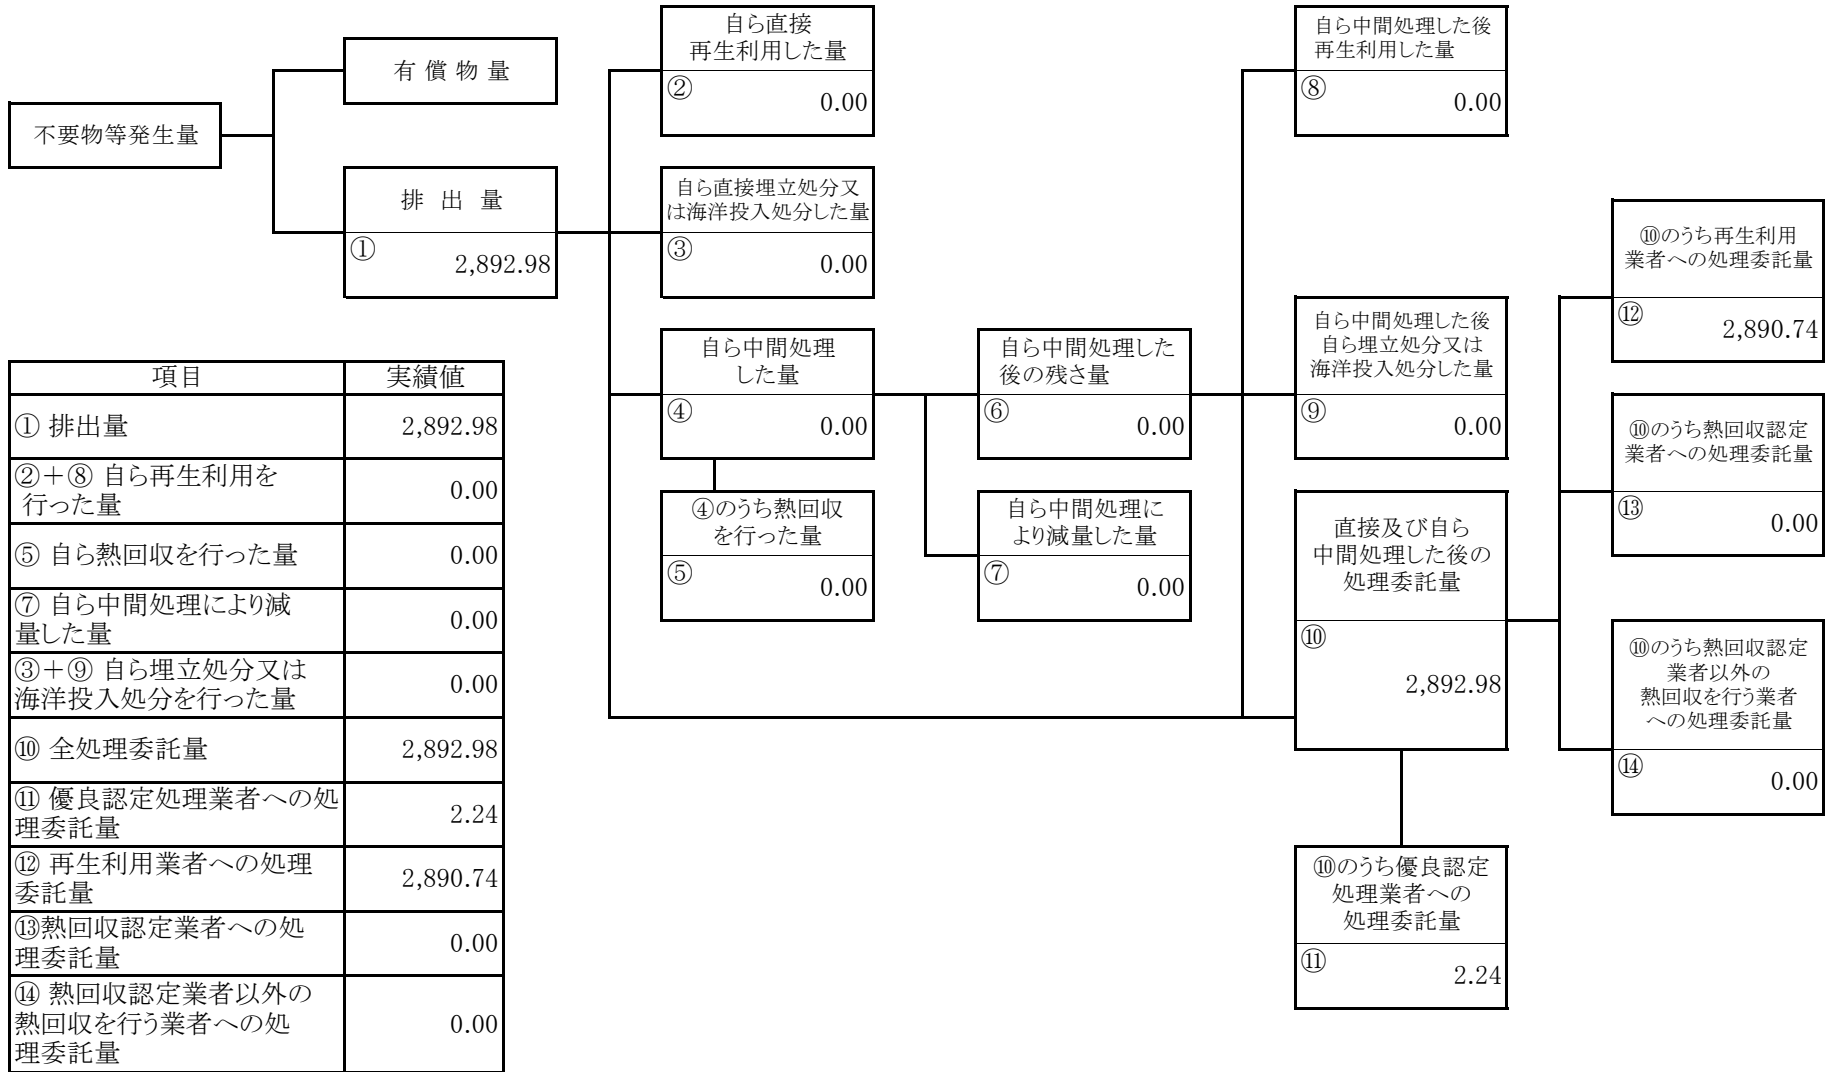 不要物等発生量
有 償 物 量
排 出 量
①
2,892.98
自ら直接
再生利用した量
②
0.00
自ら直接埋立処分又
は海洋投入処分した量
③
0.00
自ら中間処理
した量
④
0.00
④のうち熱回収
を行った量
⑤
0.00
自ら中間処理した
後の残さ量
⑥
0.00
自ら中間処理に
より減量した量
⑦
0.00
自ら中間処理した後
再生利用した量
⑧
0.00
自ら中間処理した後
自ら埋立処分又は
海洋投入処分した量
⑨
0.00
直接及び自ら
中間処理した後の
処理委託量
⑩
2,892.98
⑩のうち優良認定
処理業者への
処理委託量
⑪
2.24
⑩のうち再生利用
業者への処理委託量
⑫
2,890.74
⑩のうち熱回収認定
業者への処理委託量
⑬
0.00
⑩のうち熱回収認定
業者以外の
熱回収を行う業者
への処理委託量
⑭
0.00
項目 実績値
① 排出量 2,892.98
②＋⑧ 自ら再生利用を
行った量 0.00
⑤ 自ら熱回収を行った量 0.00
⑦ 自ら中間処理により減
量した量 0.00
③＋⑨ 自ら埋立処分又は
海洋投入処分を行った量 0.00
⑩ 全処理委託量 2,892.98
⑪ 優良認定処理業者への処
理委託量 2.24
⑫ 再生利用業者への処理
委託量 2,890.74
⑬熱回収認定業者への処
理委託量 0.00
⑭ 熱回収認定業者以外の
熱回収を行う業者への処
理委託量 0.00